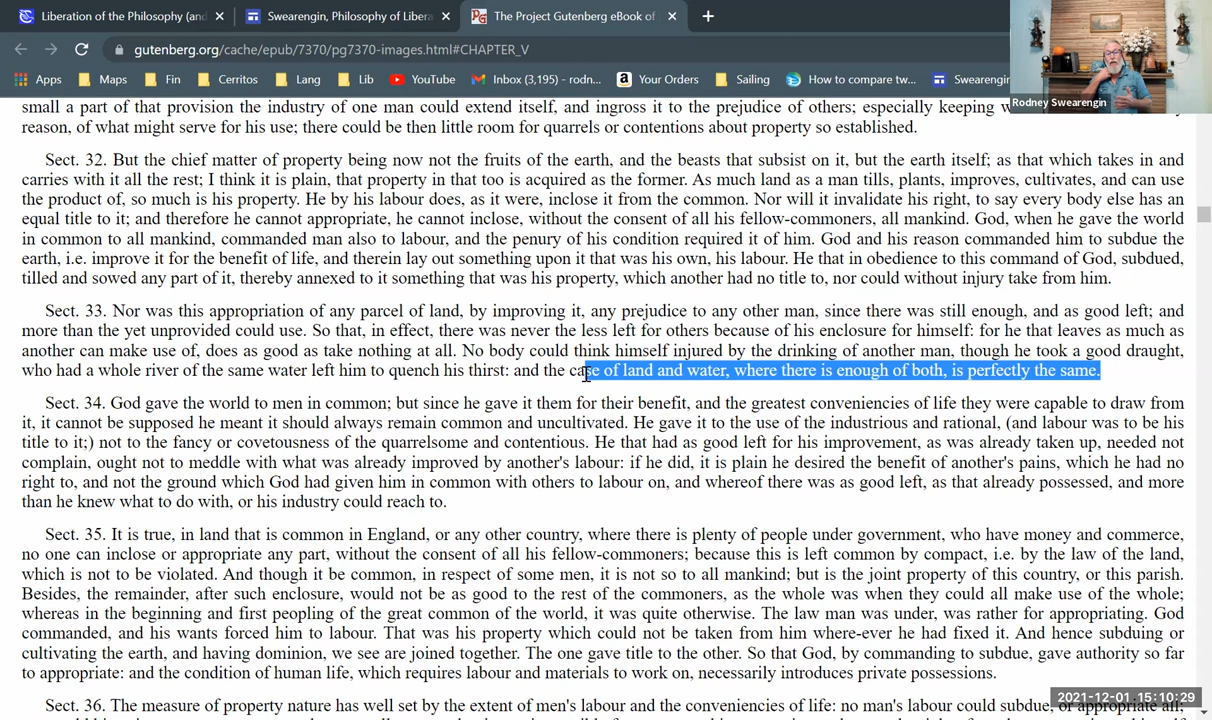 Liberation of the Philosophy (and
Swearengin, Philosophy of Libera
The Project Gutenberg eBook of
gutenberg.org/cache/epub/7370/pg7370-images.html#CHAPTER_V
Apps Maps Fin Cerritos Lang Lib YouTube Inbox (3,195) - rodn... Your Orders Sailing How to compare tw... Swearengin
Rodney Swearengin
small a part of that provision the industry of one man could extend itself, and ingross it to the prejudice of others; especially keeping
reason, of what might serve for his use; there could be then little room for quarrels or contentions about property so established.
Sect. 32. But the chief matter of property being now not the fruits of the earth, and the beasts that subsist on it, but the earth itself; as that which takes in and
carries with it all the rest; I think it is plain, that property in that too is acquired as the former. As much land as a man tills, plants, improves, cultivates, and can use
the product of, so much is his property. He by his labour does, as it were, inclose it from the common. Nor will it invalidate his right, to say every body else has an
equal title to it; and therefore he cannot appropriate, he cannot inclose, without the consent of all his fellow-commoners, all mankind. God, when he gave the world
in common to all mankind, commanded man also to labour, and the penury of his condition required it of him. God and his reason commanded him to subdue the
earth, i.e. improve it for the benefit of life, and therein lay out something upon it that was his own, his labour. He that in obedience to this command of God, subdued,
tilled and sowed any part of it, thereby annexed to it something that was his property, which another had no title to, nor could without injury take from him.
Sect. 33. Nor was this appropriation of any parcel of land, by improving it, any prejudice to any other man, since there was still enough, and as good left; and
more than the yet unprovided could use. So that, in effect, there was never the less left for others because of his enclosure for himself: for he that leaves as much as
another can make use of, does as good as take nothing at all. No body could think himself injured by the drinking of another man, though he took a good draught,
who had a whole river of the same water left him to quench his thirst: and the case of land and water, where there is enough of both, is perfectly the same.
Sect. 34. God gave the world to men in common; but since he gave it them for their benefit, and the greatest conveniencies of life they were capable to draw from
it, it cannot be supposed he meant it should always remain common and uncultivated. He gave it to the use of the industrious and rational, (and labour was to be his
title to it;) not to the fancy or covetousness of the quarrelsome and contentious. He that had as good left for his improvement, as was already taken up, needed not
complain, ought not to meddle with what was already improved by another's labour: if he did, it is plain he desired the benefit of another's pains, which he had no
right to, and not the ground which God had given him in common with others to labour on, and whereof there was as good left, as that already possessed, and more
than he knew what to do with, or his industry could reach to.
Sect. 35. It is true, in land that is common in England, or any other country, where there is plenty of people under government, who have money and commerce,
no one can inclose or appropriate any part, without the consent of all his fellow-commoners; because this is left common by compact, i.e. by the law of the land,
which is not to be violated. And though it be common, in respect of some men, it is not so to all mankind; but is the joint property of this country, or this parish.
Besides, the remainder, after such enclosure, would not be as good to the rest of the commoners, as the whole was when they could all make use of the whole;
whereas in the beginning and first peopling of the great common of the world, it was quite otherwise. The law man was under, was rather for appropriating. God
commanded, and his wants forced him to labour. That was his property which could not be taken from him where-ever he had fixed it. And hence subduing or
cultivating the earth, and having dominion, we see are joined together. The one gave title to the other. So that God, by commanding to subdue, gave authority so far
to appropriate: and the condition of human life, which requires labour and materials to work on, necessarily introduces private possessions.
Sect. 36. The measure of property nature has well set by the extent of men's labour and the conveniencies of life: no man's labour could subdue, or appropriate all;
2021-12-01 15:10:29